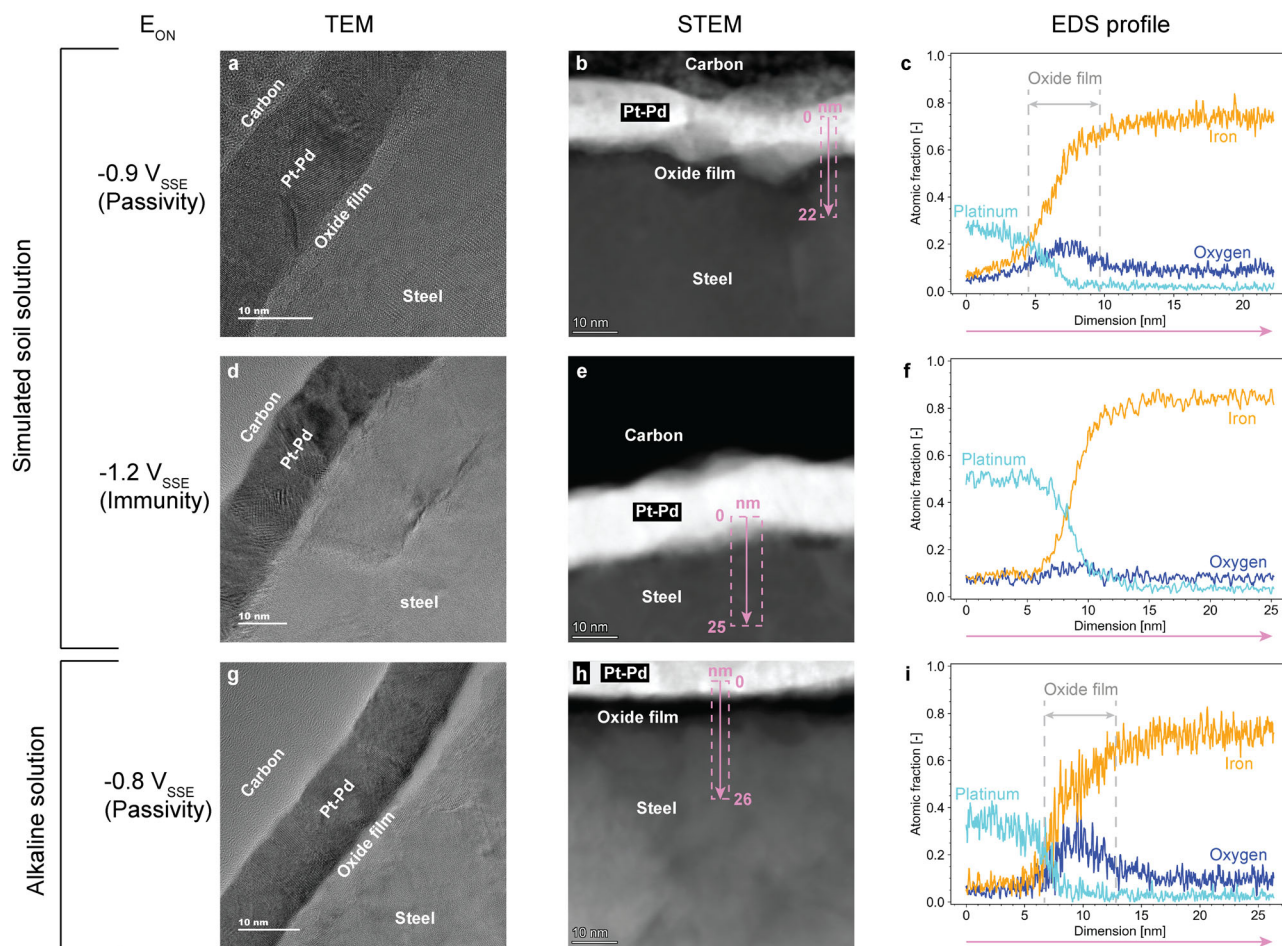 E_ON
TEM
STEM
EDS profile
Simulated soil solution
-0.9 V_SSE
(Passivity)
a
Carbon
Pt-Pd
Oxide film
Steel
10 nm
b
Carbon
Pt-Pd
nm
0
Oxide film
22
Steel
10 nm
c
Oxide film
1.0
0.8
0.6
0.4
0.2
0.0
Atomic fraction [-]
Iron
Platinum
Oxygen
0 5 10 15 20
Dimension [nm]
-1.2 V_SSE
(Immunity)
d
Carbon
Pt-Pd
steel
10 nm
e
Carbon
Pt-Pd
nm
0
Steel
25
10 nm
f
1.0
0.8
0.6
0.4
0.2
0.0
Atomic fraction [-]
Iron
Platinum
Oxygen
0 5 10 15 20 25
Dimension [nm]
Alkaline solution
-0.8 V_SSE
(Passivity)
g
Carbon
Pt-Pd
Oxide film
Steel
10 nm
h
Pt-Pd
nm
0
Oxide film
Steel
26
10 nm
i
Oxide film
1.0
0.8
0.6
0.4
0.2
0.0
Atomic fraction [-]
Iron
Platinum
Oxygen
0 5 10 15 20 25
Dimension [nm]